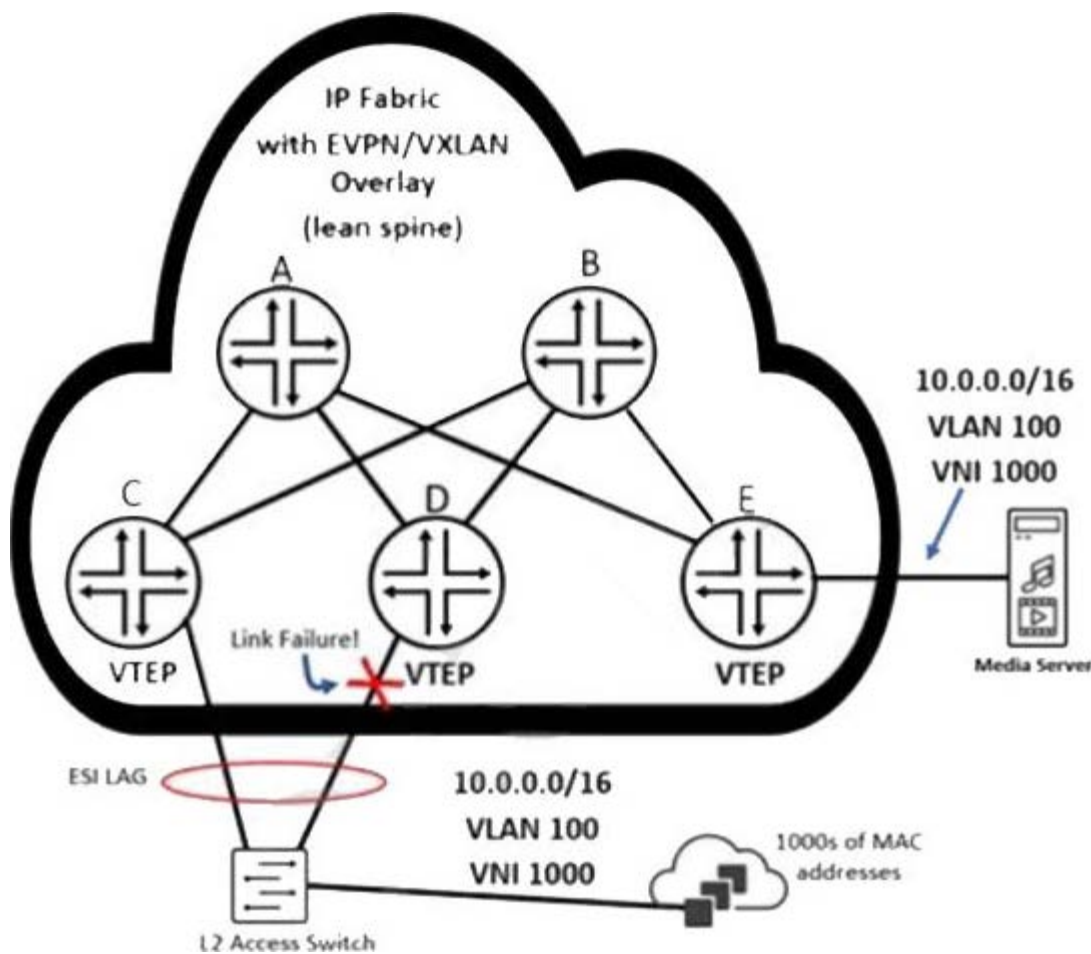 IP Fabric
with EVPN/VXLAN
Overlay
(lean spine)
A
B
10.0.0.0/16
VLAN 100
VNI 1000
C
D
E
Link Failure!
VTEP
VTEP
VTEP
Media Server
ESI LAG
10.0.0.0/16
VLAN 100
VNI 1000
1000s of MAC
addresses
L2 Access Switch